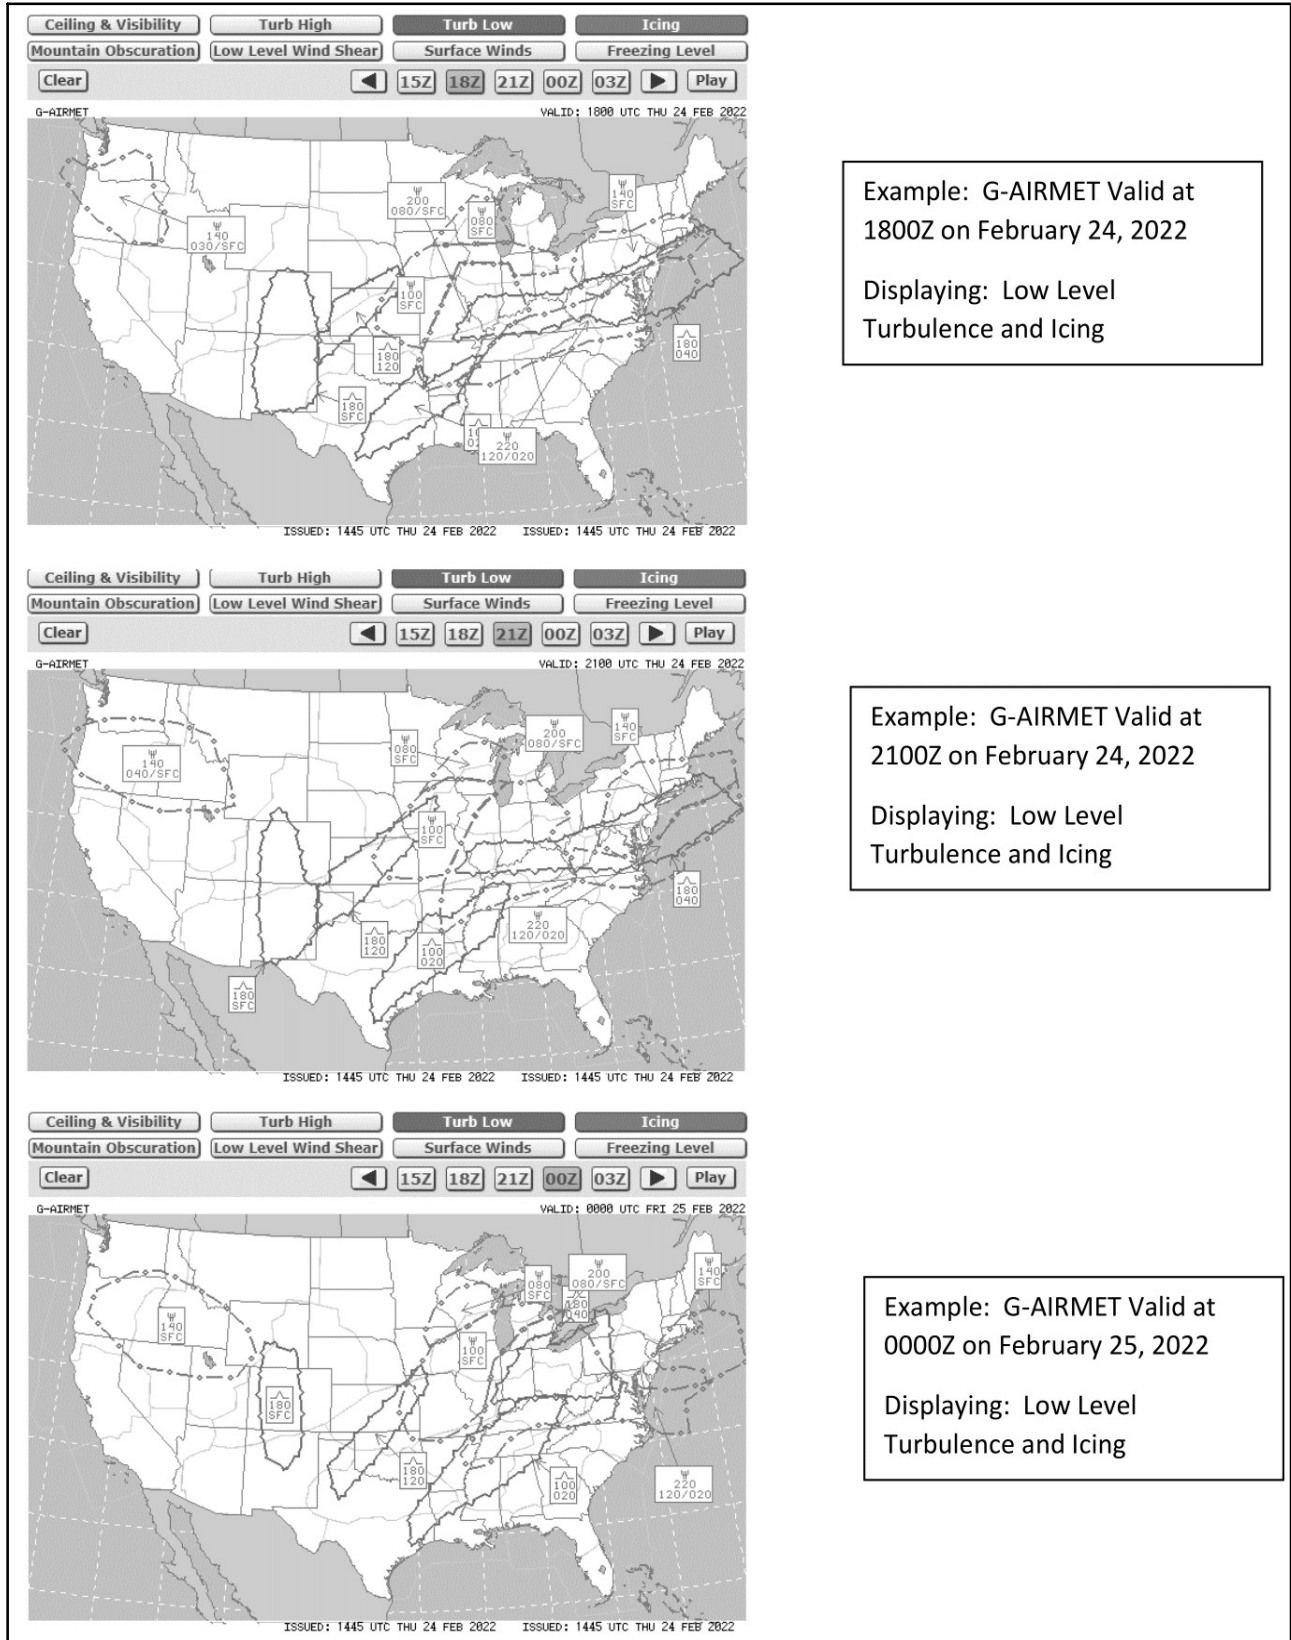 Ceiling & Visibility Turb High Turb Low Icing
Mountain Obscuration Low Level Wind Shear Surface Winds Freezing Level
Clear 15Z 18Z 21Z 00Z 03Z Play
G-AIRMET VALID: 1800 UTC THU 24 FEB 2022
140
SFC
200
080/SFC
080
SFC
140
030/SFC
100
SFC
180
040
180
120
180
SFC
220
120/020
ISSUED: 1445 UTC THU 24 FEB 2022 ISSUED: 1445 UTC THU 24 FEB 2022
Example: G-AIRMET Valid at
1800Z on February 24, 2022
Displaying: Low Level
Turbulence and Icing
Ceiling & Visibility Turb High Turb Low Icing
Mountain Obscuration Low Level Wind Shear Surface Winds Freezing Level
Clear 15Z 18Z 21Z 00Z 03Z Play
G-AIRMET VALID: 2100 UTC THU 24 FEB 2022
140
SFC
200
080/SFC
080
SFC
140
040/SFC
100
SFC
180
040
220
120/020
180
120
100
020
180
SFC
ISSUED: 1445 UTC THU 24 FEB 2022 ISSUED: 1445 UTC THU 24 FEB 2022
Example: G-AIRMET Valid at
2100Z on February 24, 2022
Displaying: Low Level
Turbulence and Icing
Ceiling & Visibility Turb High Turb Low Icing
Mountain Obscuration Low Level Wind Shear Surface Winds Freezing Level
Clear 15Z 18Z 21Z 00Z 03Z Play
G-AIRMET VALID: 0000 UTC FRI 25 FEB 2022
200
080/SFC
140
SFC
080
SFC
180
040
140
SFC
100
SFC
180
SFC
180
120
100
020
220
120/020
ISSUED: 1445 UTC THU 24 FEB 2022 ISSUED: 1445 UTC THU 24 FEB 2022
Example: G-AIRMET Valid at
0000Z on February 25, 2022
Displaying: Low Level
Turbulence and Icing